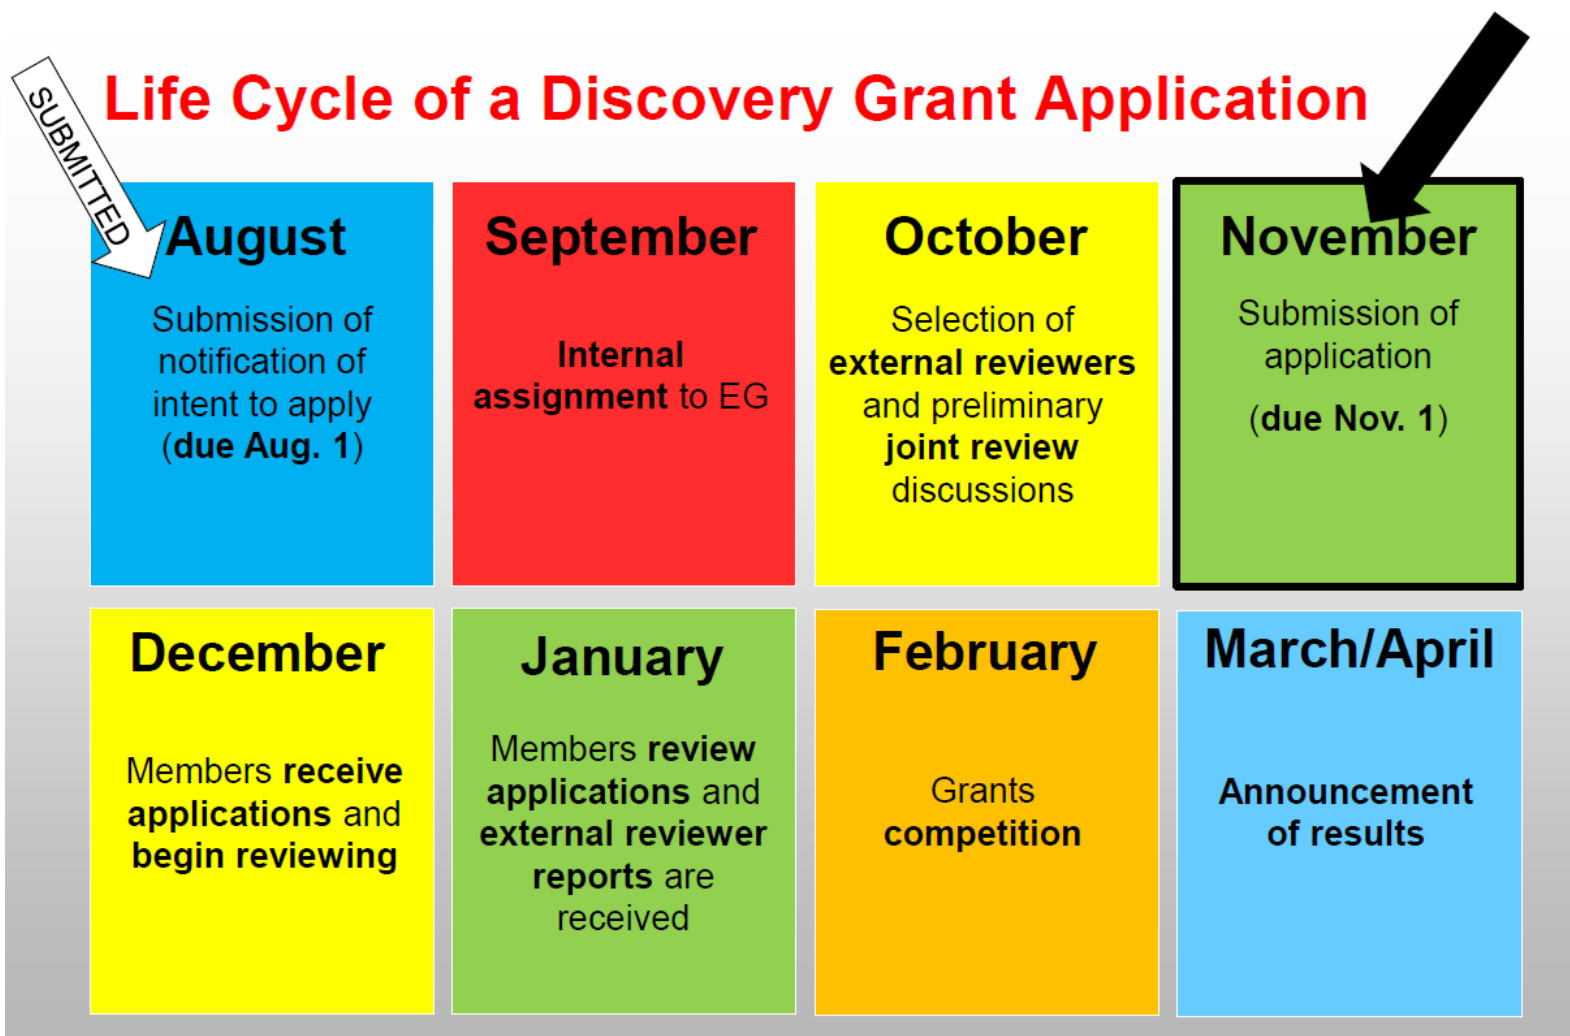 Life Cycle of a Discovery Grant Application
SUBMITTED
August
Submission of
notification of
intent to apply
(due Aug. 1)
September
Internal
assignment to EG
October
Selection of
external reviewers
and preliminary
joint review
discussions
November
Submission of
application
(due Nov. 1)
December
Members receive
applications and
begin reviewing
January
Members review
applications and
external reviewer
reports are
received
February
Grants
competition
March/April
Announcement
of results